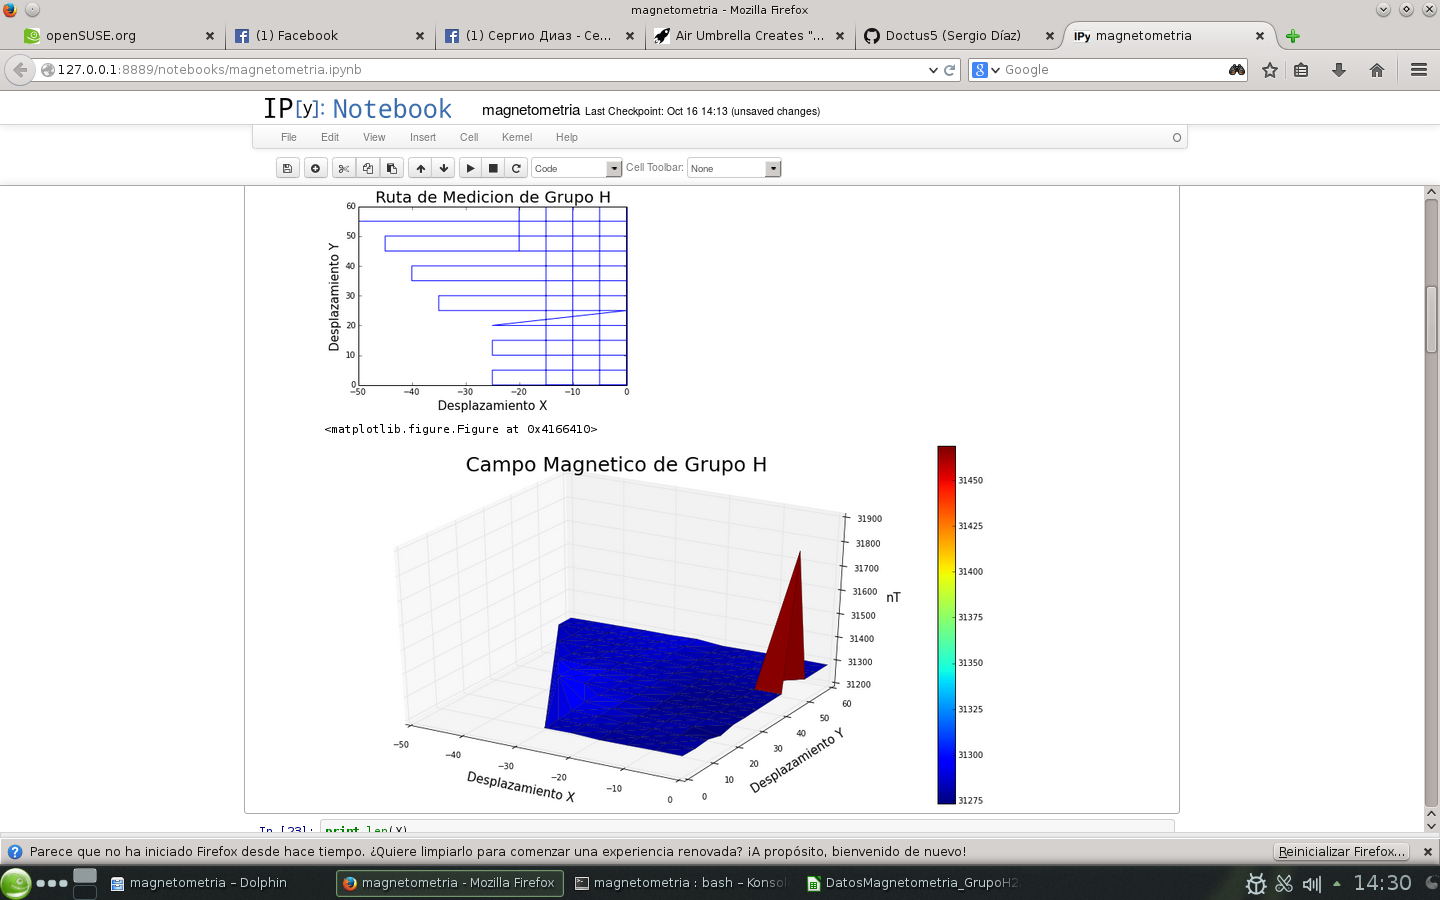 magnetometria - Mozilla Firefox
openSUSE.org
(1) Facebook
(1) Сергио Диаз - Се...
Air Umbrella Creates "...
Doctus5 (Sergio Díaz)
IPy magnetometria
127.0.0.1:8889/notebooks/magnetometria.ipynb
Google
IP[y]: Notebook
magnetometria Last Checkpoint: Oct 16 14:13 (unsaved changes)
File Edit View Insert Cell Kernel Help
Code Cell Toolbar: None
Ruta de Medicion de Grupo H
60
50
40
30
20
10
0
Desplazamiento Y
−50 −40 −30 −20 −10 0
Desplazamiento X
<matplotlib.figure.Figure at 0x4166410>
Campo Magnetico de Grupo H
31900
31800
31700
31600
31500
31400
31300
31200
nT
−50 −40 −30 −20 −10 0
Desplazamiento X
0 10 20 30 40 50 60
Desplazamiento Y
31450
31425
31400
31375
31350
31325
31300
31275
In [23]: print len(X)
Parece que no ha iniciado Firefox desde hace tiempo. ¿Quiere limpiarlo para comenzar una experiencia renovada? ¡A propósito, bienvenido de nuevo!
Reinicializar Firefox...
magnetometria – Dolphin
magnetometria - Mozilla Firefox
magnetometria : bash – Konsol
DatosMagnetometria_GrupoH2
14:30